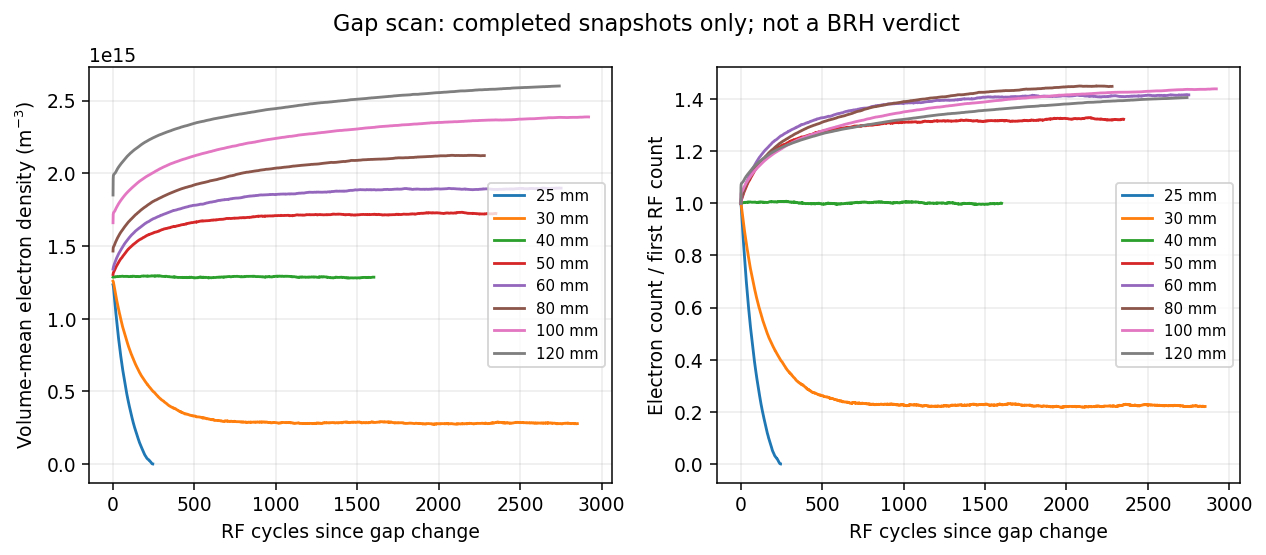 Gap scan: completed snapshots only; not a BRH verdict
1e15
Volume-mean electron density (m⁻³)
2.5
2.0
1.5
1.0
0.5
0.0
0 500 1000 1500 2000 2500 3000
RF cycles since gap change
25 mm
30 mm
40 mm
50 mm
60 mm
80 mm
100 mm
120 mm
Electron count / first RF count
1.4
1.2
1.0
0.8
0.6
0.4
0.2
0.0
0 500 1000 1500 2000 2500 3000
RF cycles since gap change
25 mm
30 mm
40 mm
50 mm
60 mm
80 mm
100 mm
120 mm